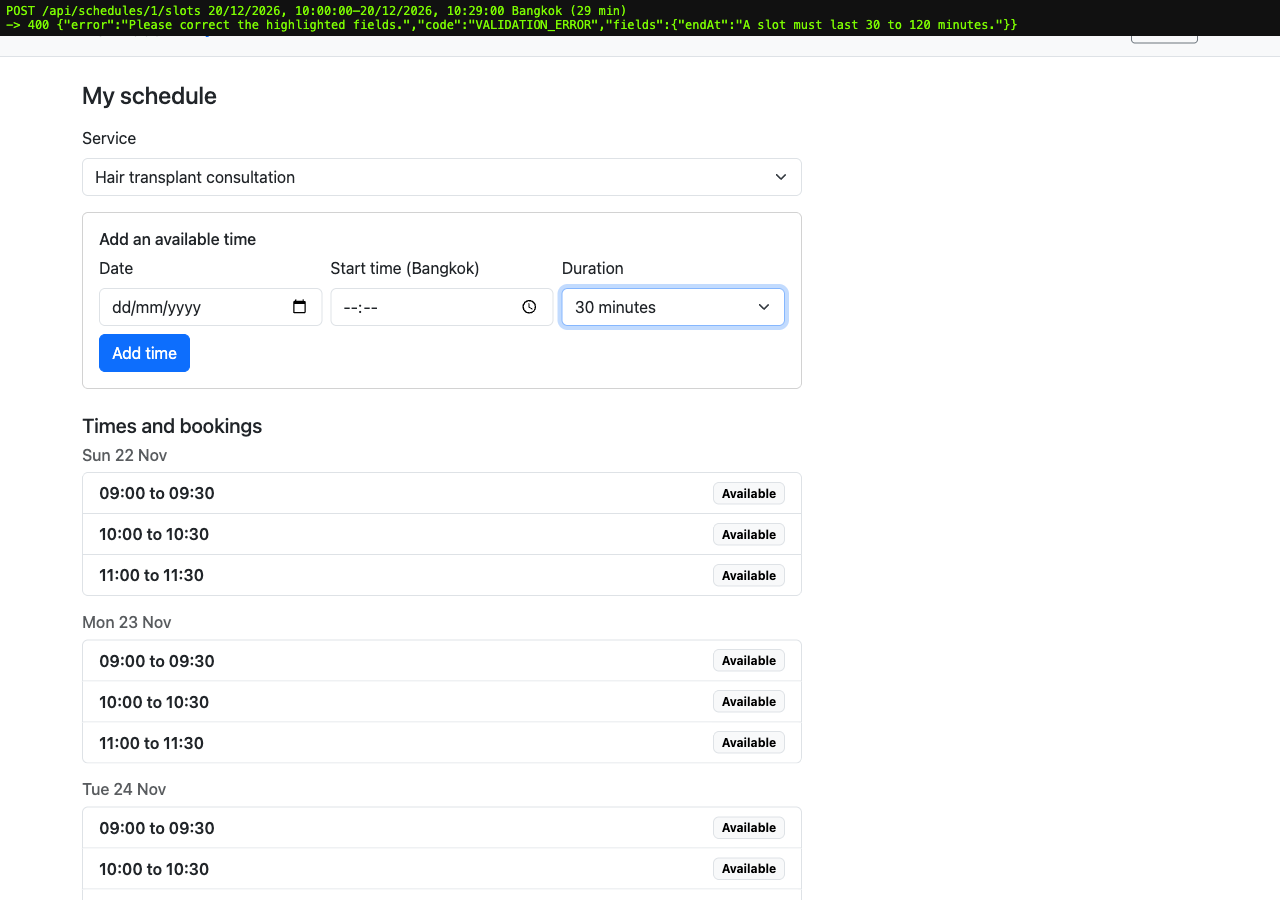 POST /api/schedules/1/slots 20/12/2026, 10:00:00–20/12/2026, 10:29:00 Bangkok (29 min)
-> 400 {"error":"Please correct the highlighted fields.","code":"VALIDATION_ERROR","fields":{"endAt":"A slot must last 30 to 120 minutes."}}
My schedule
Service
Hair transplant consultation
Add an available time
Date Start time (Bangkok) Duration
dd/mm/yyyy --:-- 30 minutes
Add time
Times and bookings
Sun 22 Nov
09:00 to 09:30 Available
10:00 to 10:30 Available
11:00 to 11:30 Available
Mon 23 Nov
09:00 to 09:30 Available
10:00 to 10:30 Available
11:00 to 11:30 Available
Tue 24 Nov
09:00 to 09:30 Available
10:00 to 10:30 Available